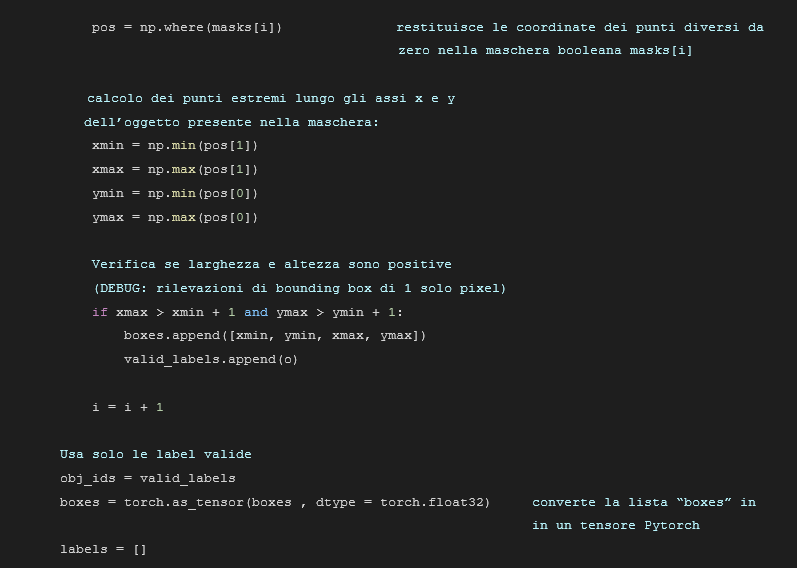 pos = np.where(masks[i]) restituisce le coordinate dei punti diversi da
zero nella maschera booleana masks[i]
calcolo dei punti estremi lungo gli assi x e y
dell’oggetto presente nella maschera:
xmin = np.min(pos[1])
xmax = np.max(pos[1])
ymin = np.min(pos[0])
ymax = np.max(pos[0])
Verifica se larghezza e altezza sono positive
(DEBUG: rilevazioni di bounding box di 1 solo pixel)
if xmax > xmin + 1 and ymax > ymin + 1:
boxes.append([xmin, ymin, xmax, ymax])
valid_labels.append(o)
i = i + 1
Usa solo le label valide
obj_ids = valid_labels
boxes = torch.as_tensor(boxes , dtype = torch.float32) converte la lista “boxes” in
in un tensore Pytorch
labels = []